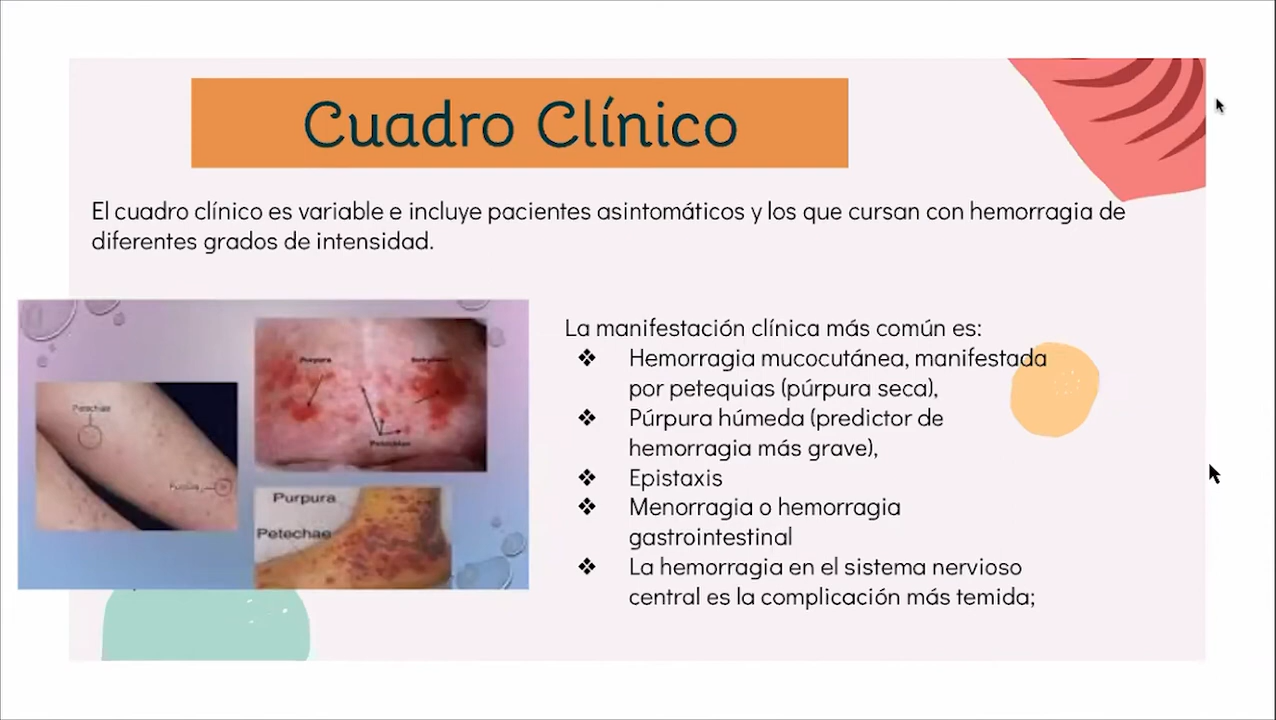 Cuadro Clínico
El cuadro clínico es variable e incluye pacientes asintomáticos y los que cursan con hemorragia de
diferentes grados de intensidad.
La manifestación clínica más común es:
❖ Hemorragia mucocutánea, manifestada
por petequias (púrpura seca),
❖ Púrpura húmeda (predictor de
hemorragia más grave),
❖ Epistaxis
❖ Menorragia o hemorragia
gastrointestinal
❖ La hemorragia en el sistema nervioso
central es la complicación más temida;
Petechae
Purpura
Purpura
Petechiae
Purpura
Petechae